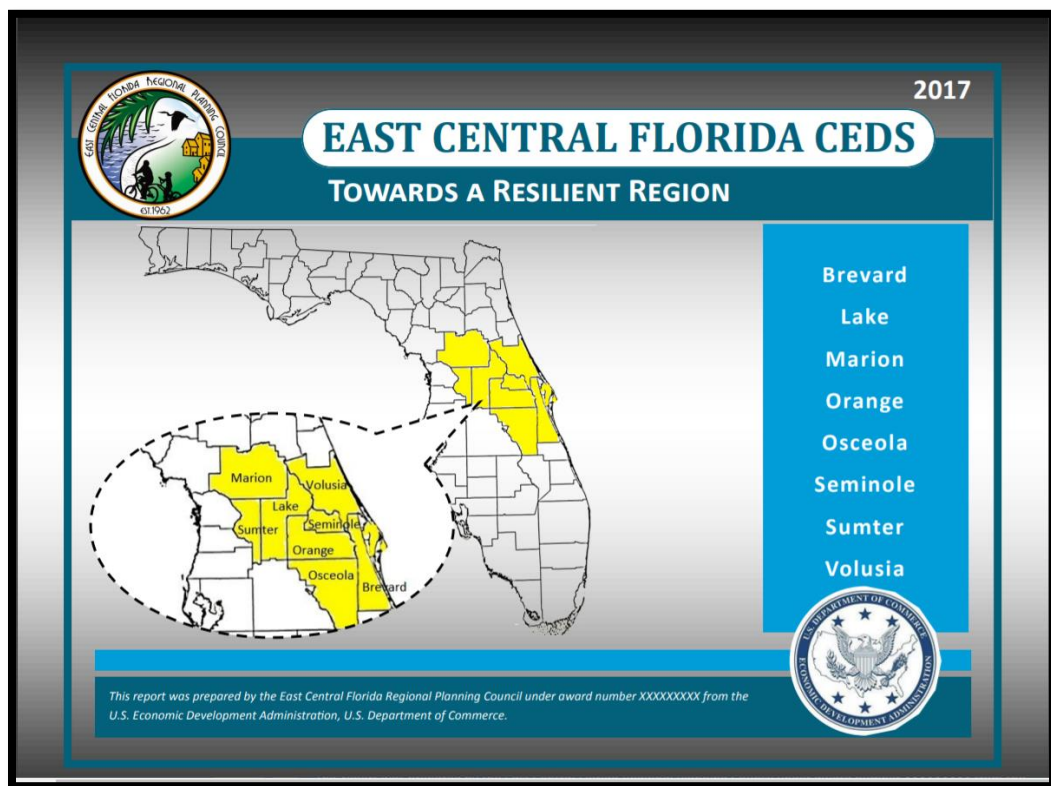 2017
EAST CENTRAL FLORIDA REGIONAL PLANNING COUNCIL
EST.1962
EAST CENTRAL FLORIDA CEDS
TOWARDS A RESILIENT REGION
Brevard
Lake
Marion
Orange
Osceola
Seminole
Sumter
Volusia
Marion
Volusia
Lake
Sumter
Seminole
Orange
Osceola
Brevard
U.S. DEPARTMENT OF COMMERCE
ECONOMIC DEVELOPMENT ADMINISTRATION
This report was prepared by the East Central Florida Regional Planning Council under award number XXXXXXXXX from the
U.S. Economic Development Administration, U.S. Department of Commerce.